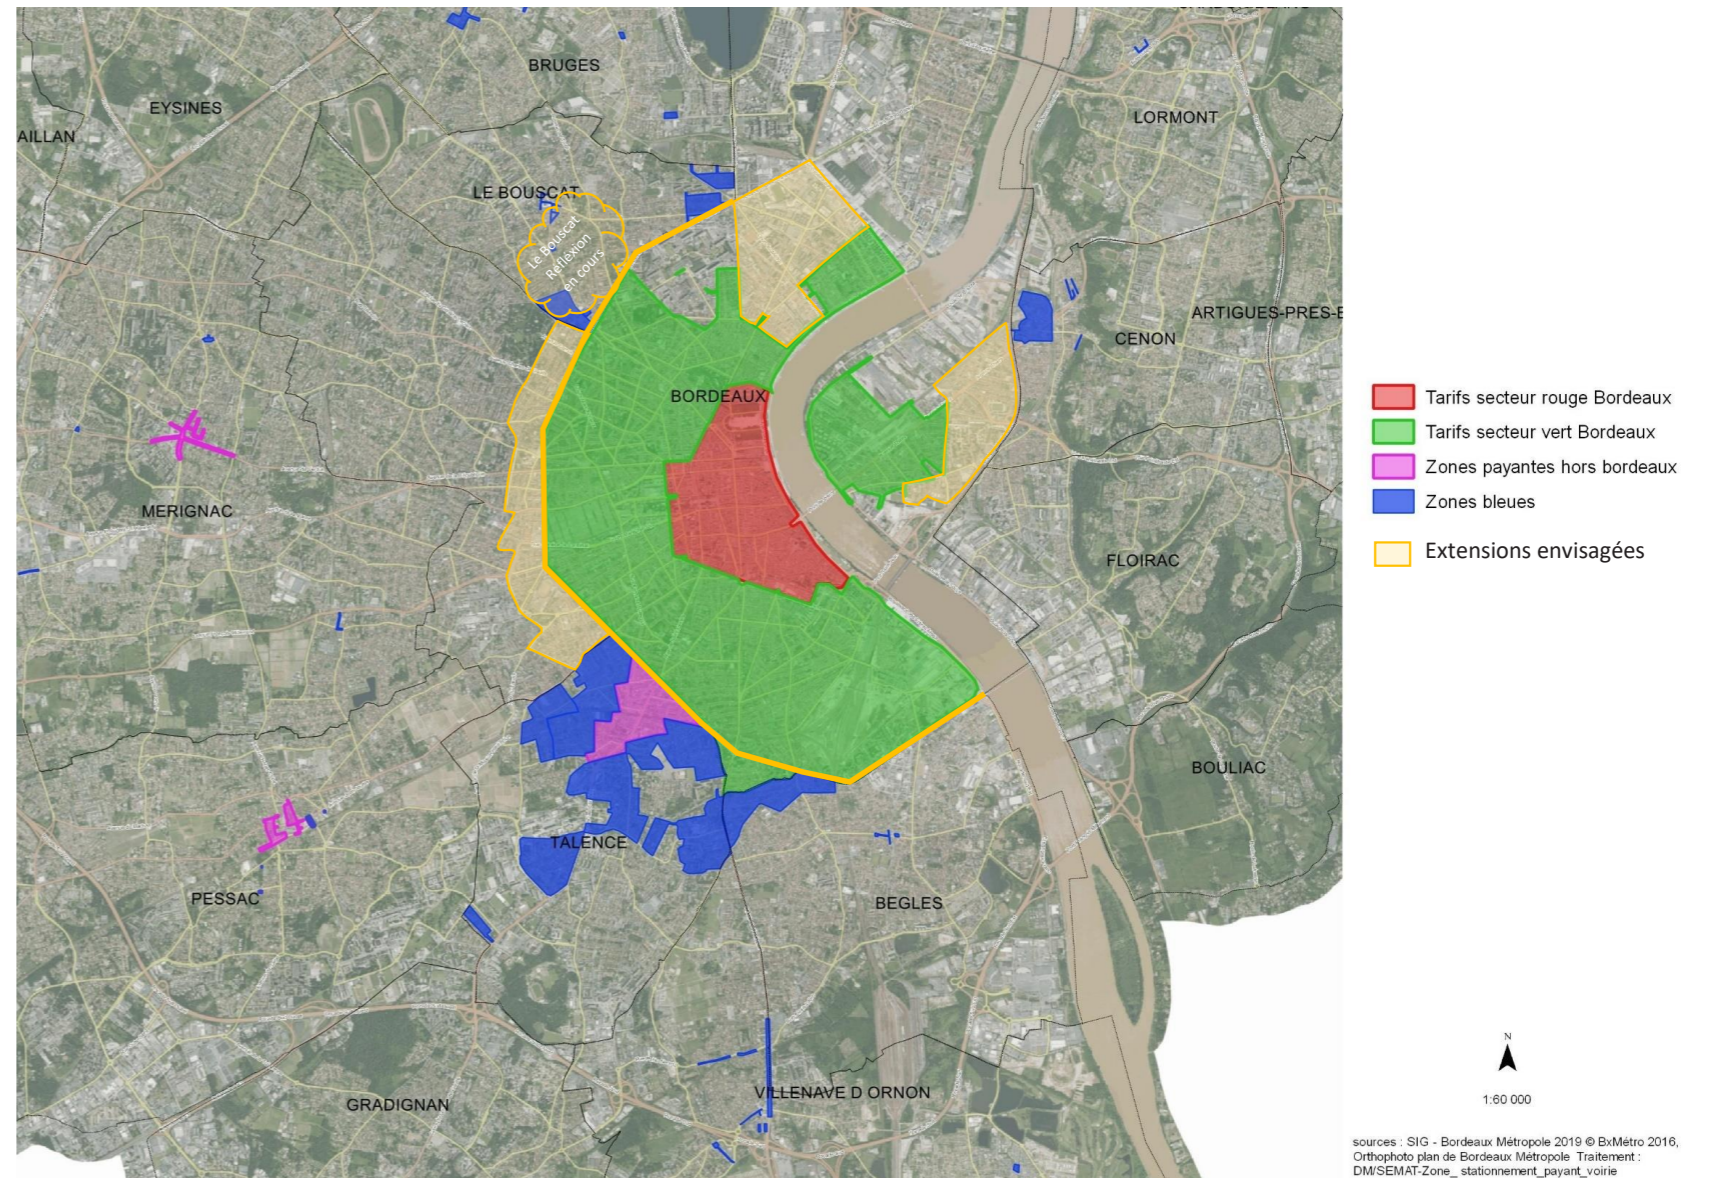 BRUGES
EYSINES
AILLAN
LORMONT
LE BOUSCAT
Le Bouscat
Réflexion
en cours
ARTIGUES-PRES-B
CENON
BORDEAUX
MERIGNAC
FLOIRAC
BOULIAC
TALENCE
PESSAC
BEGLES
VILLENAVE D ORNON
GRADIGNAN
Tarifs secteur rouge Bordeaux
Tarifs secteur vert Bordeaux
Zones payantes hors bordeaux
Zones bleues
Extensions envisagées
N
1:60 000
sources : SIG - Bordeaux Métropole 2019 © BxMétro 2016,
Orthophoto plan de Bordeaux Métropole Traitement :
DM/SEMAT-Zone_ stationnement_payant_voirie